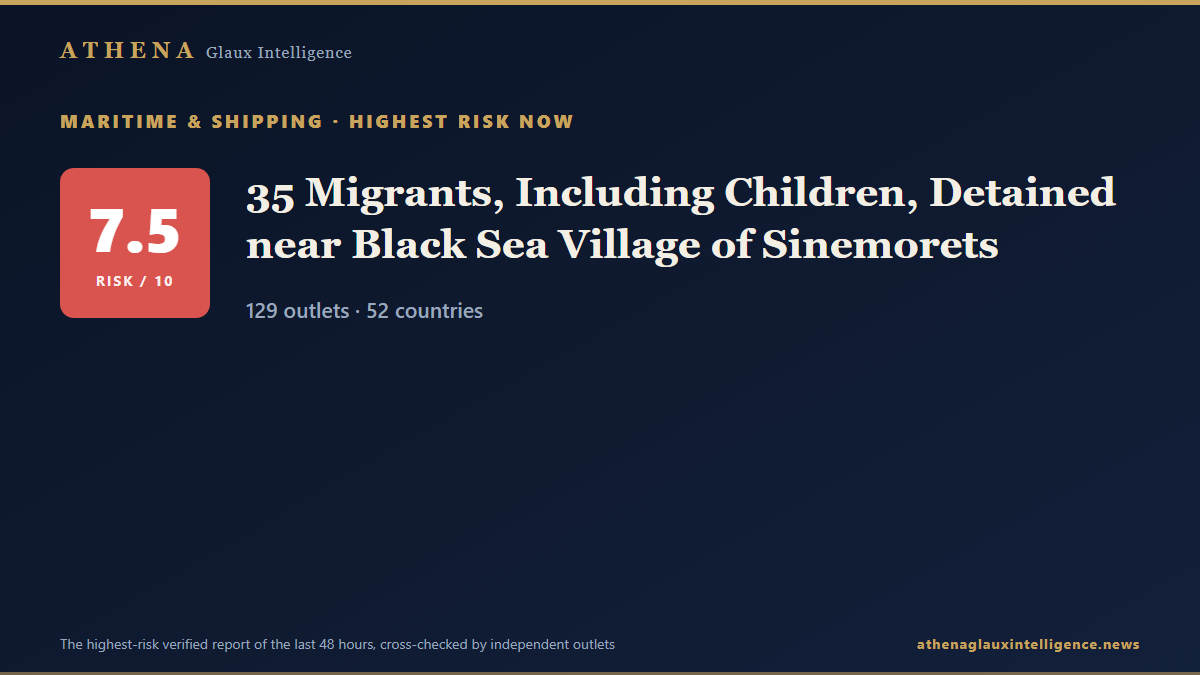 ATHENA Glaux Intelligence
MARITIME & SHIPPING · HIGHEST RISK NOW
7.5
RISK / 10
35 Migrants, Including Children, Detained
near Black Sea Village of Sinemorets
129 outlets · 52 countries
The highest-risk verified report of the last 48 hours, cross-checked by independent outlets
athenaglauxintelligence.news